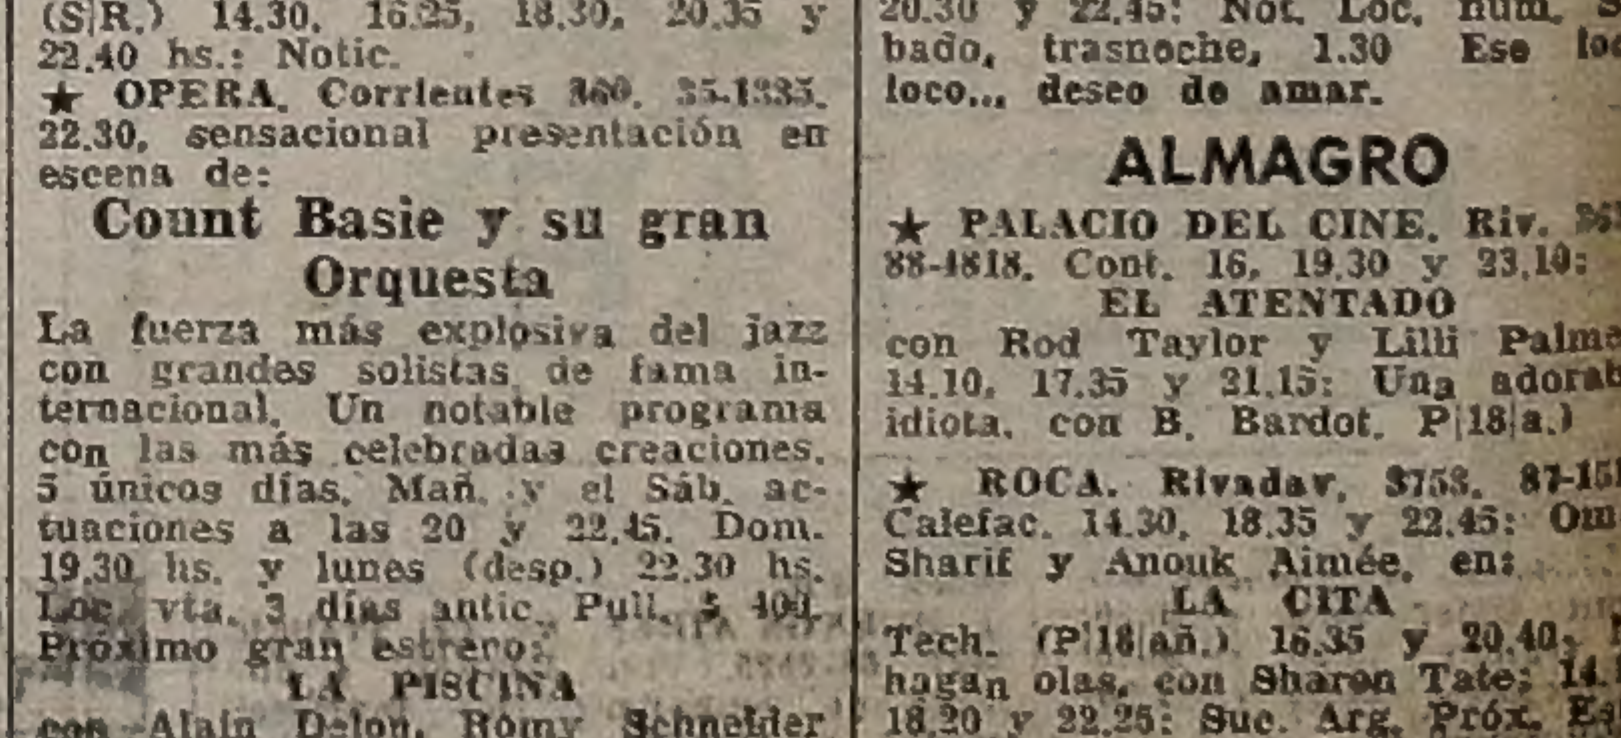 (S|R.) 14.30, 16.25, 18.30, 20.35 y
22.40 hs.: Notic.
★ OPERA. Corrientes 860. 35-1335.
22.30, sensacional presentación en
escena de:
Count Basie y su gran
Orquesta
La fuerza más explosiva del jazz
con grandes solistas de fama in-
ternacional. Un notable programa
con las más celebradas creaciones.
5 únicos días. Mañ. y el Sáb. ac-
tuaciones a las 20 y 22.45. Dom.
19.30 hs. y lunes (desp.) 22.30 hs.
Loc. vta. 3 días antic. Pull. $ 400.
Próximo gran estreno:
LA PISCINA
con Alain Delon, Romy Schneider
20.30 y 22.45: Not. Loc. num.
bado, trasnoche, 1.30 Ese
loco... deseo de amar.
ALMAGRO
★ PALACIO DEL CINE. Riv.
88-4818. Cont. 16, 19.30 y 23.10:
EL ATENTADO
con Rod Taylor y Lilli
14.10, 17.35 y 21.15: Una
idiota, con B. Bardot. P|18|a.)
★ ROCA. Rivadav. 3753.
Calefac. 14.30, 18.35 y 22.45:
Sharif y Anouk Aimée, en:
LA CITA
Tech. (P|18|añ.) 16.35 y 20.40.
hagan olas, con Sharon Tate;
18.20 y 22.25: Suc. Arg. Próx.